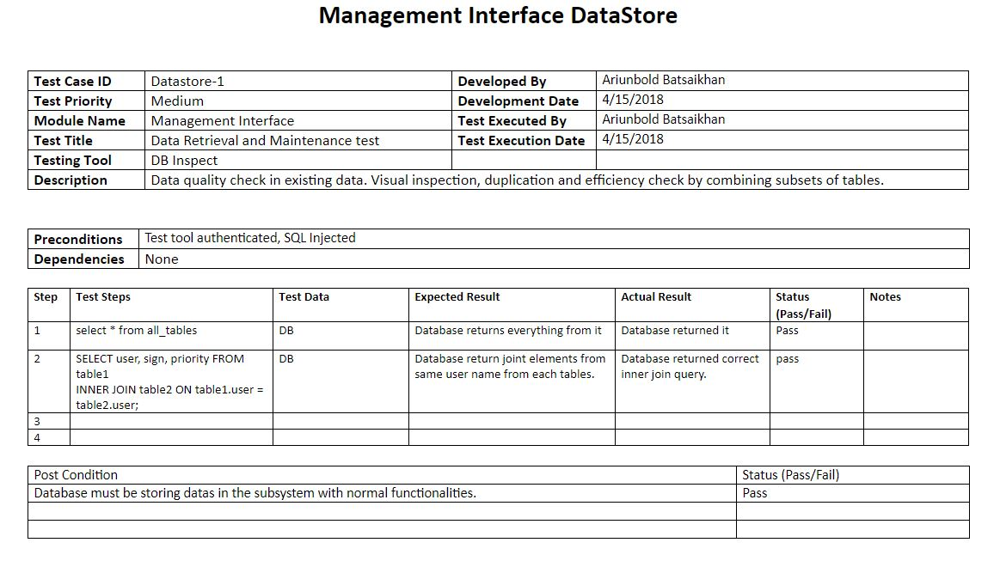 Management Interface DataStore
Test Case ID Datastore-1 Developed By Ariunbold Batsaikhan
Test Priority Medium Development Date 4/15/2018
Module Name Management Interface Test Executed By Ariunbold Batsaikhan
Test Title Data Retrieval and Maintenance test Test Execution Date 4/15/2018
Testing Tool DB Inspect
Description Data quality check in existing data. Visual inspection, duplication and efficiency check by combining subsets of tables.
Preconditions Test tool authenticated, SQL Injected
Dependencies None
Step Test Steps Test Data Expected Result Actual Result Status
(Pass/Fail)
Notes
1 select * from all_tables DB Database returns everything from it Database returned it Pass
2
SELECT user, sign, priority FROM
table1
INNER JOIN table2 ON table1.user =
table2.user;
DB
Database return joint elements from
same user name from each tables.
Database returned correct
inner join query.
pass
3
4
Post Condition Status (Pass/Fail)
Database must be storing datas in the subsystem with normal functionalities. Pass